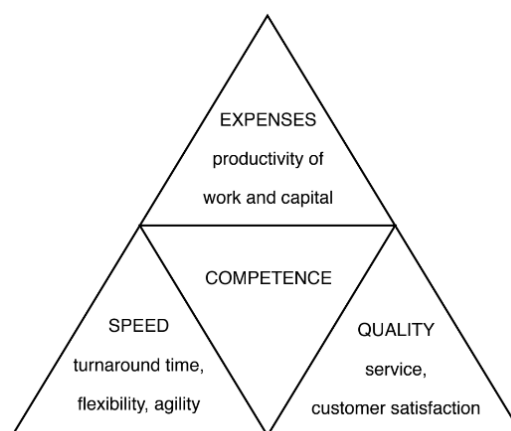 EXPENSES
productivity of
work and capital
COMPETENCE
SPEED
turnaround time,
flexibility, agility
QUALITY
service,
customer satisfaction